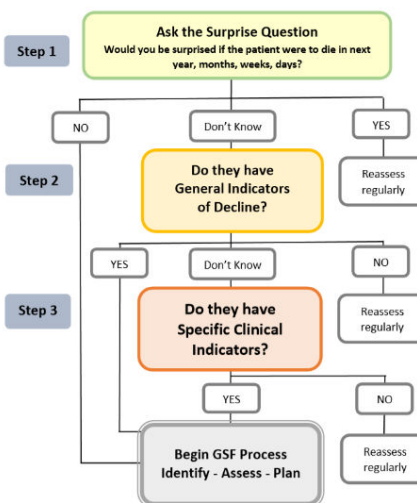 Step 1
Ask the Surprise Question
Would you be surprised if the patient were to die in next
year, months, weeks, days?
NO
Don't Know
YES
Step 2
Do they have
General Indicators
of Decline?
Reassess
regularly
YES
Don't Know
NO
Step 3
Do they have
Specific Clinical
Indicators?
Reassess
regularly
YES
NO
Begin GSF Process
Identify - Assess - Plan
Reassess
regularly